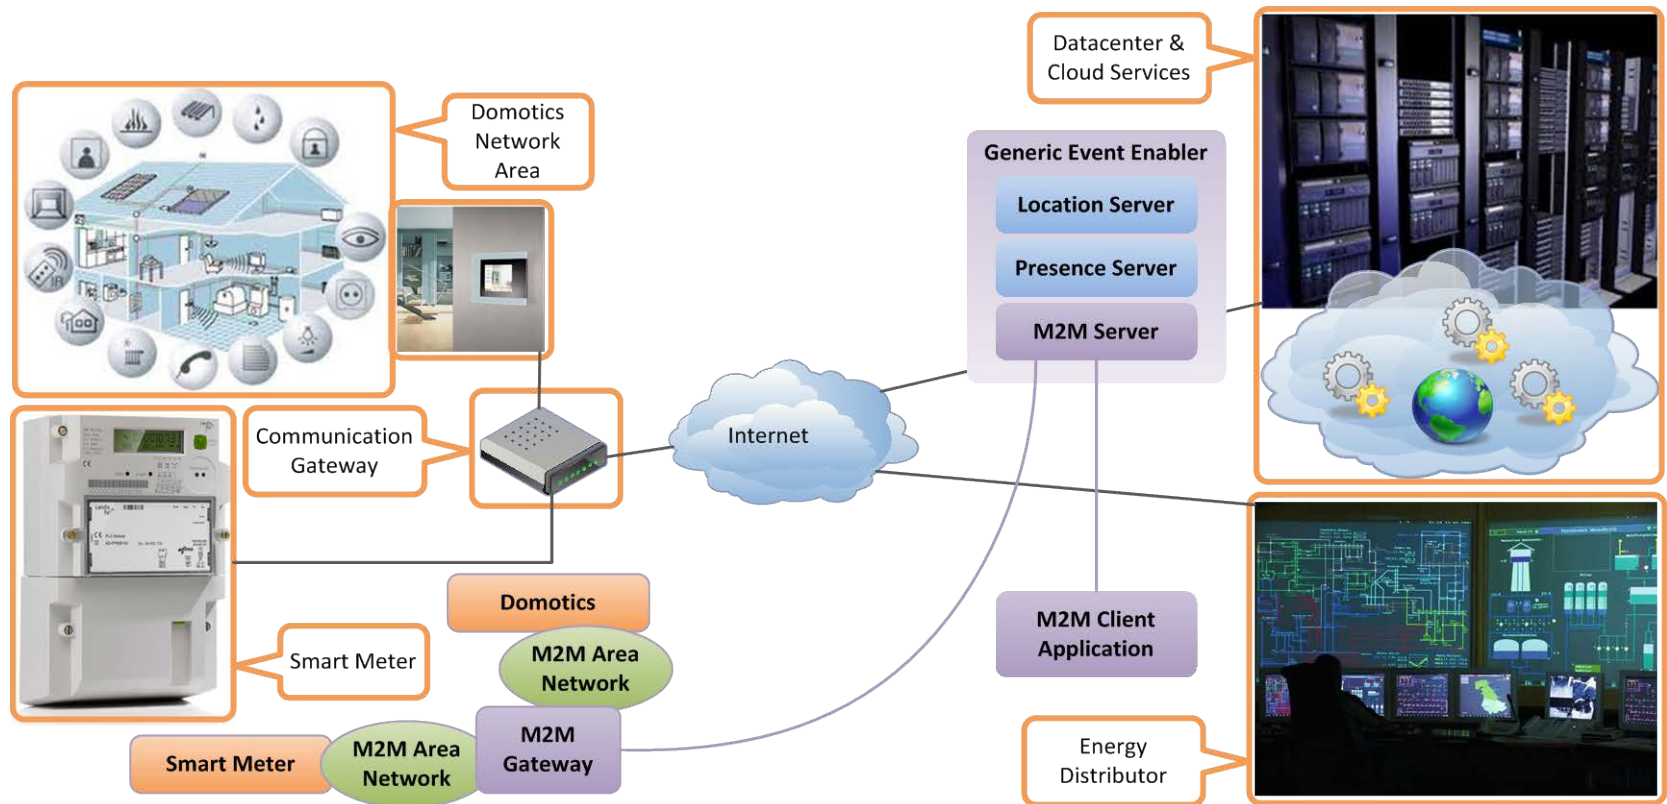 Datacenter &
Cloud Services
Domotics
Network
Area
Generic Event Enabler
Location Server
Presence Server
M2M Server
IR
Communication
Gateway
Internet
Domotics
M2M Client
Application
Smart Meter
M2M Area
Network
M2M
Gateway
Smart Meter
M2M Area
Network
Energy
Distributor